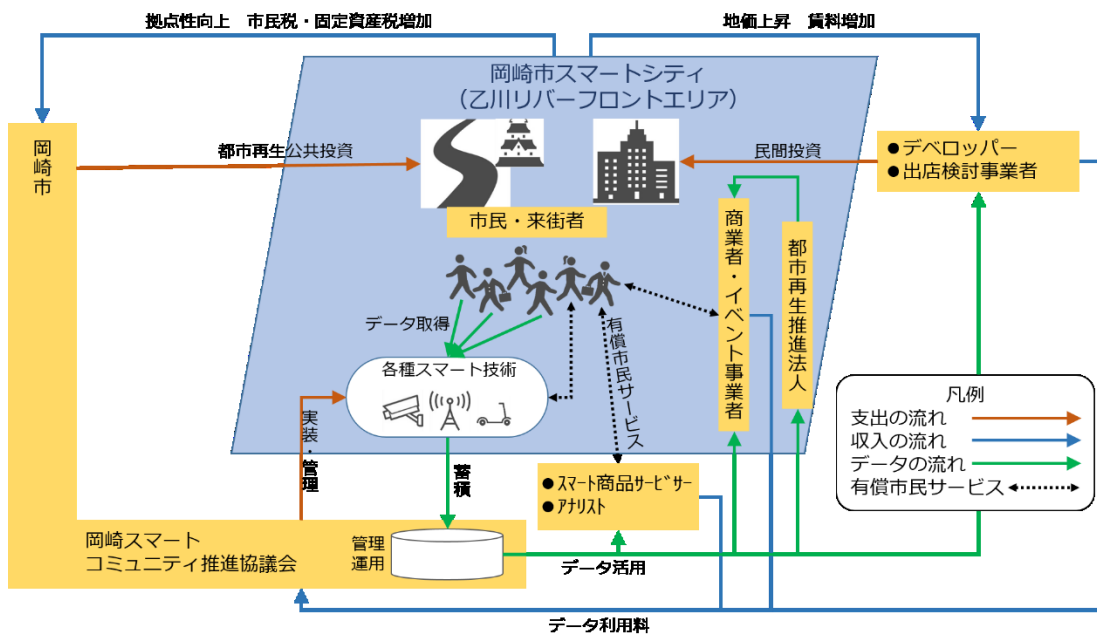 拠点性向上　市民税・固定資産税増加
地価上昇　賃料増加
岡崎市スマートシティ
（乙川リバーフロントエリア）
岡崎市
都市再生公共投資
民間投資
●デベロッパー
●出店検討事業者
市民・来街者
商業者・イベント事業者
都市再生推進法人
データ取得
有償市民サービス
各種スマート技術
実装・管理
蓄積
凡例
支出の流れ
収入の流れ
データの流れ
有償市民サービス
●ｽﾏｰﾄ商品ｻｰﾋﾞｻｰ
●ｱﾅﾘｽﾄ
岡崎スマート
コミュニティ推進協議会
管理
運用
データ活用
データ利用料